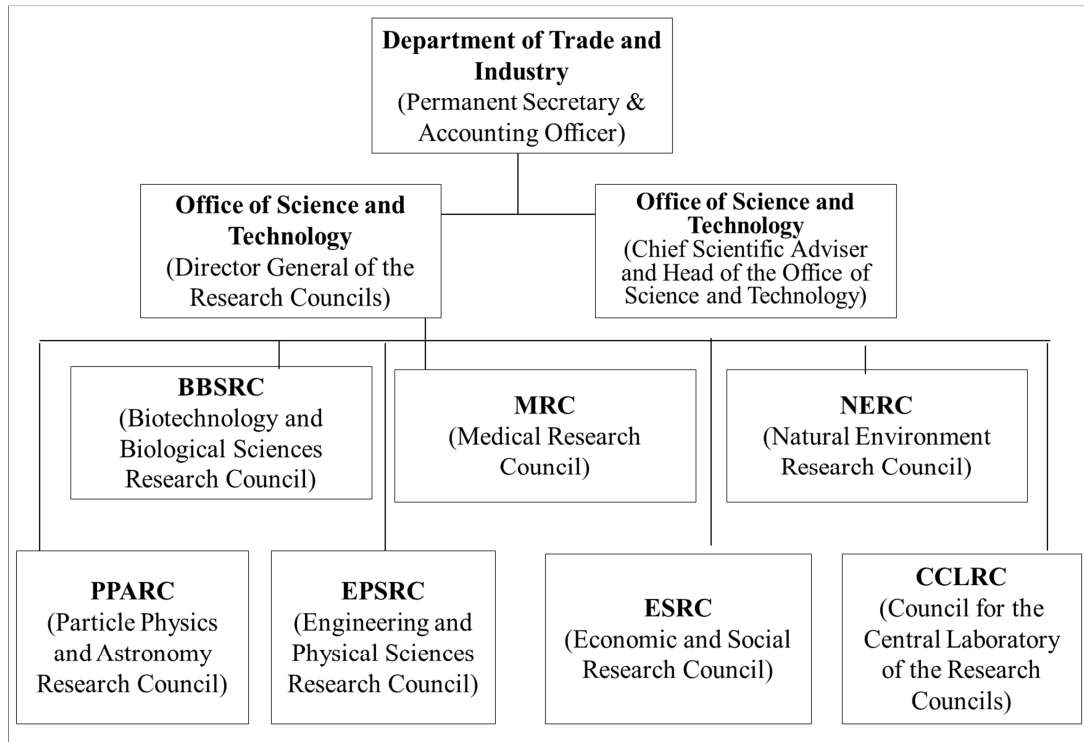 Department of Trade and
Industry
(Permanent Secretary &
Accounting Officer)
Office of Science and
Technology
(Director General of the
Research Councils)
Office of Science and
Technology
(Chief Scientific Adviser
and Head of the Office of
Science and Technology)
BBSRC
(Biotechnology and
Biological Sciences
Research Council)
MRC
(Medical Research
Council)
NERC
(Natural Environment
Research Council)
PPARC
(Particle Physics
and Astronomy
Research Council)
EPSRC
(Engineering and
Physical Sciences
Research Council)
ESRC
(Economic and Social
Research Council)
CCLRC
(Council for the
Central Laboratory
of the Research
Councils)